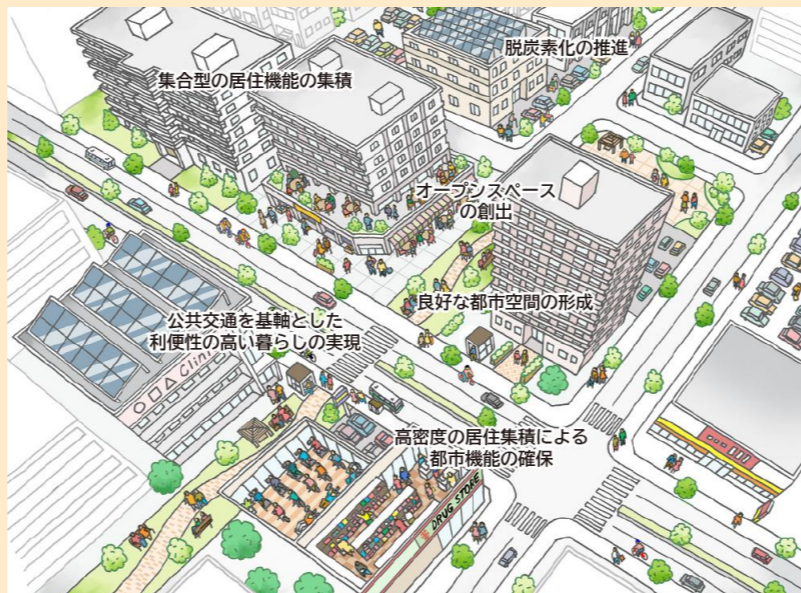 脱炭素化の推進
集合型の居住機能の集積
オープンスペース
の創出
良好な都市空間の形成
公共交通を基軸とした
利便性の高い暮らしの実現
○□△Clinic
高密度の居住集積による
都市機能の確保
DRUG STORE